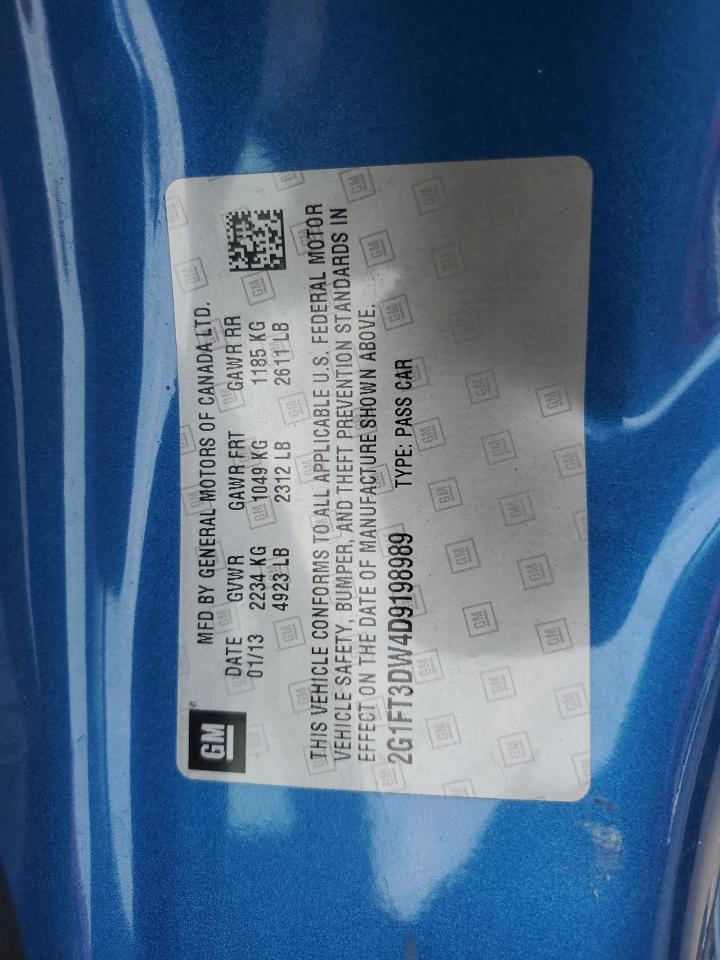 GM®
MFD BY GENERAL MOTORS OF CANADA LTD.
DATE GVWR GAWR FRT GAWR RR
01/13 2234 KG 1049 KG 1185 KG
4923 LB 2312 LB 2611 LB
THIS VEHICLE CONFORMS TO ALL APPLICABLE U.S. FEDERAL MOTOR
VEHICLE SAFETY, BUMPER, AND THEFT PREVENTION STANDARDS IN
EFFECT ON THE DATE OF MANUFACTURE SHOWN ABOVE.
2G1FT3DW4D9198989 TYPE: PASS CAR